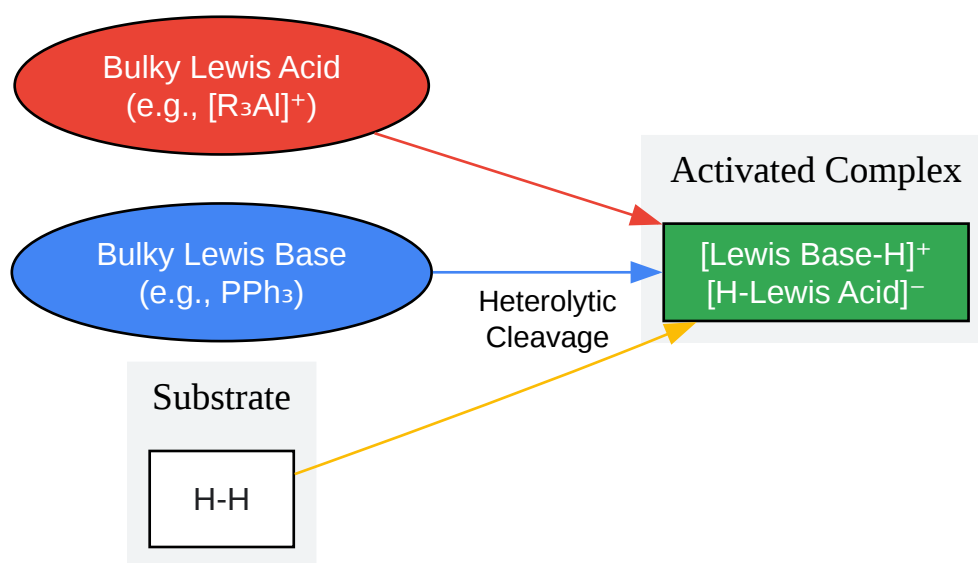 Bulky Lewis Acid
(e.g., [R₃Al]⁺)
Activated Complex
Bulky Lewis Base
(e.g., PPh₃)
[Lewis Base-H]⁺
[H-Lewis Acid]⁻
Heterolytic
Cleavage
Substrate
H-H